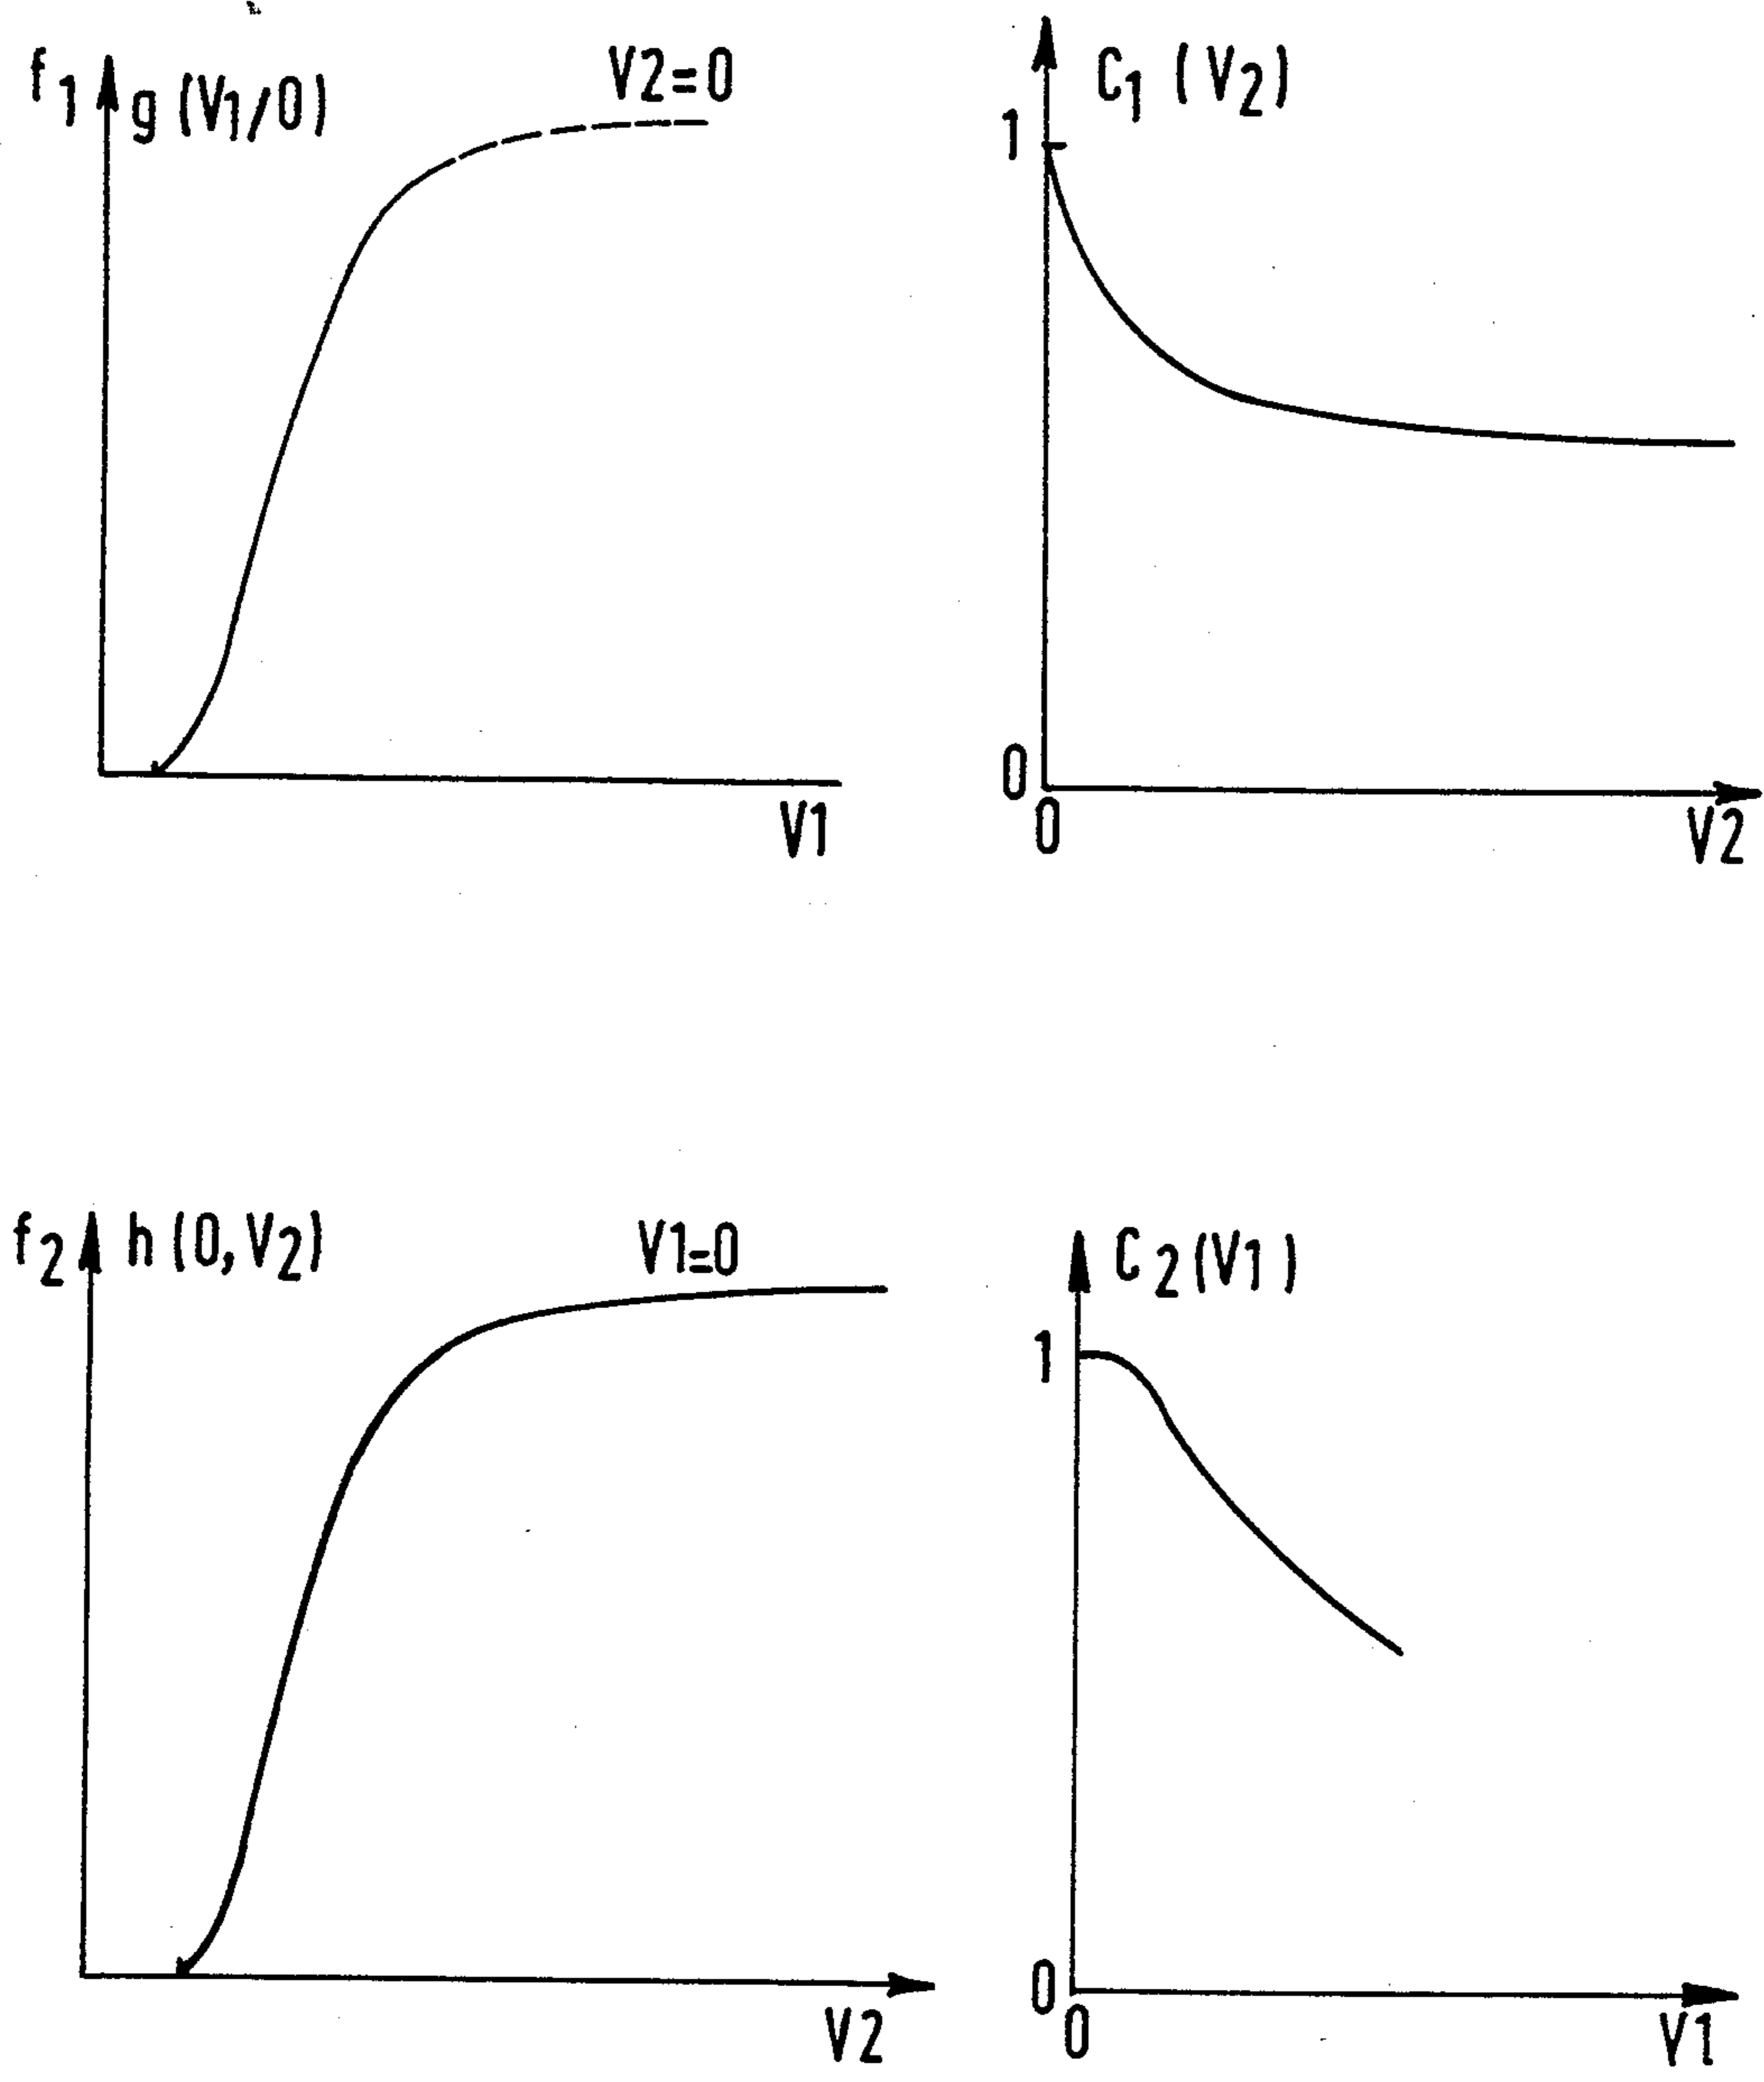 f1 g(V1/0) V2=0
C1 (V2)
1
0
0
V1
V2
f2 h(0,V2) V1=0
C2(V1)
1
0
0
V2
V1